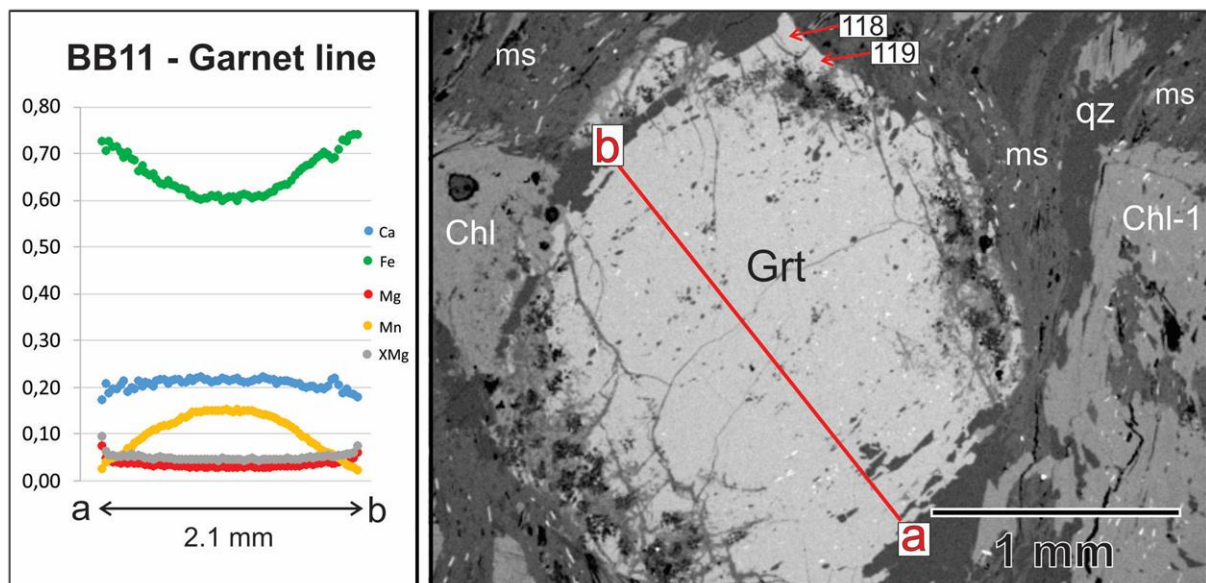 BB11 - Garnet line
0,80
0,70
0,60
0,50
0,40
0,30
0,20
0,10
0,00
Ca
Fe
Mg
Mn
XMg
a
b
2.1 mm
ms
118
119
qz
ms
ms
b
Chl
Chl-1
Grt
a
1 mm